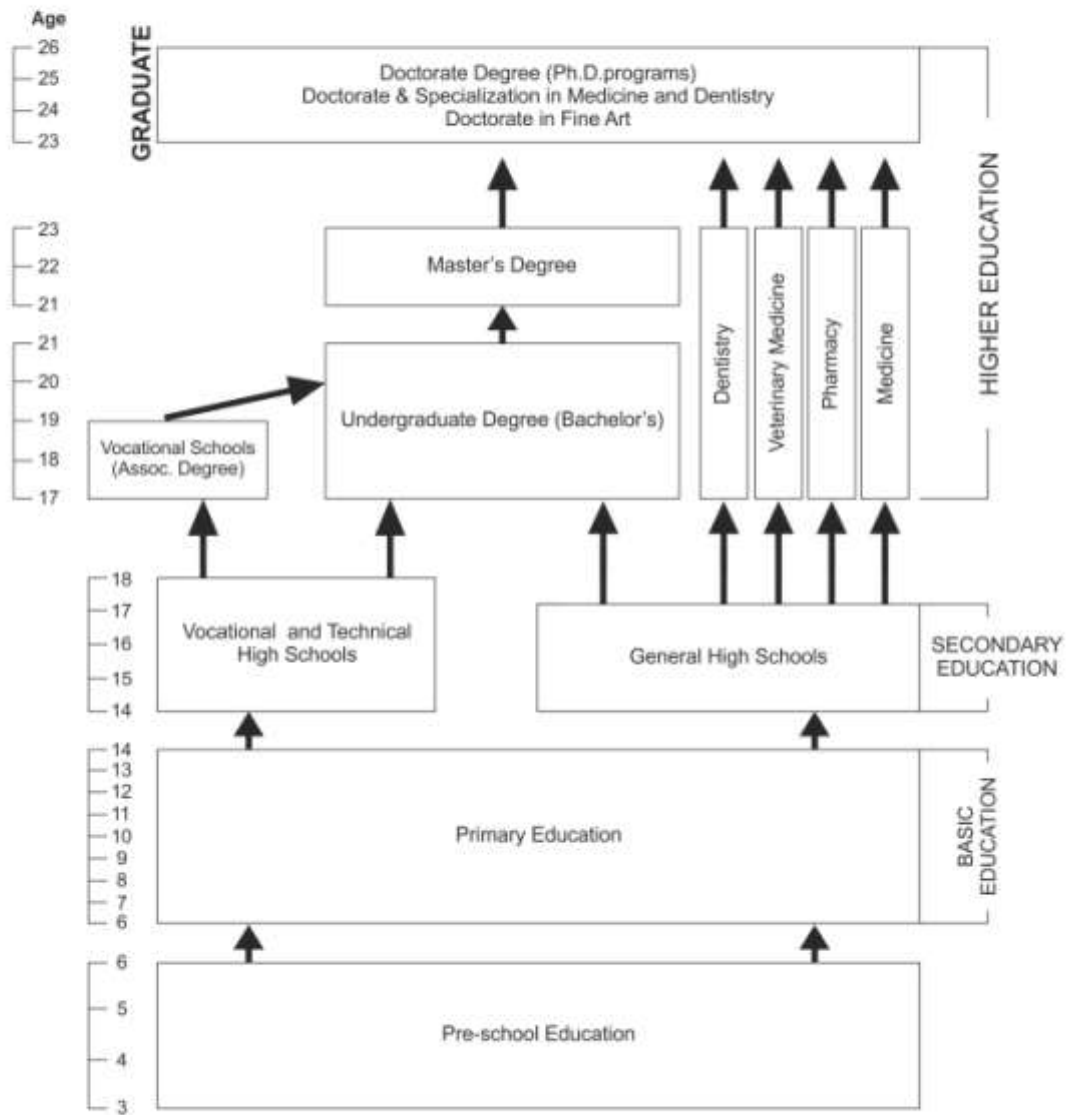 Age
26
25
24
23
GRADUATE
Doctorate Degree (Ph.D.programs)
Doctorate & Specialization in Medicine and Dentistry
Doctorate in Fine Art
HIGHER EDUCATION
23
22
21
Master's Degree
21
20
19
18
17
Vocational Schools
(Assoc. Degree)
Undergraduate Degree (Bachelor's)
Dentistry
Veterinary Medicine
Pharmacy
Medicine
18
17
16
15
14
Vocational and Technical
High Schools
General High Schools
SECONDARY
EDUCATION
14
13
12
11
10
9
8
7
6
Primary Education
BASIC
EDUCATION
6
5
4
3
Pre-school Education